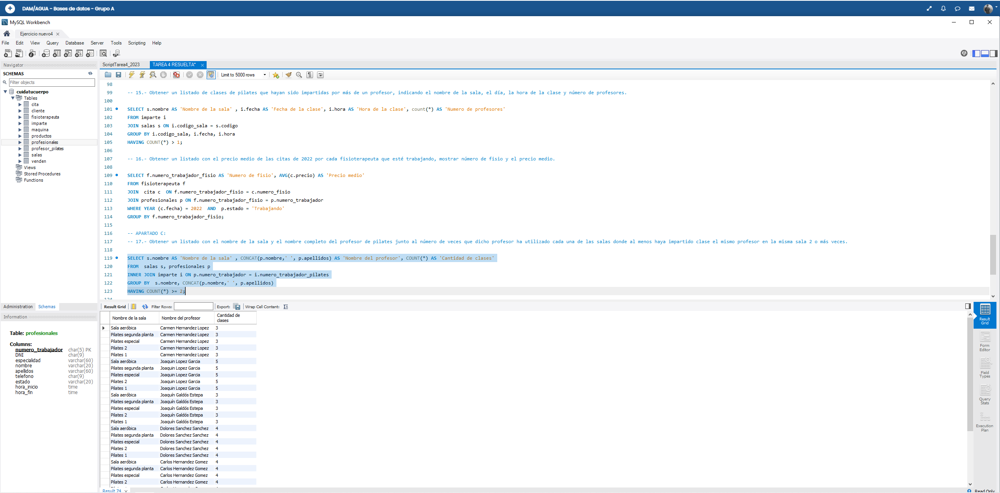 DAM/AGUA - Bases de datos - Grupo A
MySQL Workbench
Ejercicio nuevo4
File Edit View Query Database Server Tools Scripting Help
Navigator
SCHEMAS
Filter objects
cuidatucuerpo
Tables
cita
cliente
fisioterapeuta
imparte
maquina
productos
profesionales
profesor_pilates
salas
venden
Views
Stored Procedures
Functions
Administration Schemas
Information
Table: profesionales
Columns:
numero_trabajador char(5) PK
DNI char(9)
especialidad varchar(60)
nombre varchar(20)
apellidos varchar(60)
telefono char(9)
estado varchar(20)
hora_inicio time
hora_fin time
ScriptTarea4_2023 TAREA 4 RESUELTA*
Limit to 5000 rows
98
99 -- 15.- Obtener un listado de clases de pilates que hayan sido impartidas por más de un profesor, indicando el nombre de la sala, el día, la hora de la clase y número de profesores.
100
101 SELECT s.nombre AS 'Nombre de la sala' , i.fecha AS 'Fecha de la clase', i.hora AS 'Hora de la clase', count(*) AS 'Numero de profesores'
102 FROM imparte i
103 JOIN salas s ON i.codigo_sala = s.codigo
104 GROUP BY i.codigo_sala, i.fecha, i.hora
105 HAVING COUNT(*) > 1;
106
107 -- 16.- Obtener un listado con el precio medio de las citas de 2022 por cada fisioterapeuta que esté trabajando, mostrar número de fisio y el precio medio.
108
109 SELECT f.numero_trabajador_fisio AS 'Numero de fisio', AVG(c.precio) AS 'Precio medio'
110 FROM fisioterapeuta f
111 JOIN cita c ON f.numero_trabajador_fisio = c.numero_fisio
112 JOIN profesionales p ON f.numero_trabajador_fisio = p.numero_trabajador
113 WHERE YEAR (c.fecha) = 2022 AND p.estado = 'Trabajando'
114 GROUP BY f.numero_trabajador_fisio;
115
116 -- APARTADO C:
117 -- 17.- Obtener un listado con el nombre de la sala y el nombre completo del profesor de pilates junto al número de veces que dicho profesor ha utilizado cada una de las salas donde al menos haya impartido clase el mismo profesor en la misma sala 2 o más veces.
118
119 SELECT s.nombre AS 'Nombre de la sala' , CONCAT(p.nombre,' ', p.apellidos) AS 'Nombre del profesor', COUNT(*) AS 'Cantidad de clases'
120 FROM salas s, profesionales p
121 INNER JOIN imparte i ON p.numero_trabajador = i.numero_trabajador_pilates
122 GROUP BY s.nombre, CONCAT(p.nombre,' ', p.apellidos)
123 HAVING COUNT(*) >= 2;
124
Result Grid Filter Rows: Export: Wrap Cell Content:
Nombre de la sala Nombre del profesor Cantidad de clases
Sala aeróbica Carmen Hernandez Lopez 3
Pilates segunda planta Carmen Hernandez Lopez 3
Pilates especial Carmen Hernandez Lopez 3
Pilates 2 Carmen Hernandez Lopez 3
Pilates 1 Carmen Hernandez Lopez 3
Sala aeróbica Joaquin Lopez Garcia 5
Pilates segunda planta Joaquin Lopez Garcia 5
Pilates especial Joaquin Lopez Garcia 5
Pilates 2 Joaquin Lopez Garcia 5
Pilates 1 Joaquin Lopez Garcia 5
Sala aeróbica Joaquín Galdós Estepa 3
Pilates segunda planta Joaquín Galdós Estepa 3
Pilates especial Joaquín Galdós Estepa 3
Pilates 2 Joaquín Galdós Estepa 3
Pilates 1 Joaquín Galdós Estepa 3
Sala aeróbica Dolores Sanchez Sanchez 4
Pilates segunda planta Dolores Sanchez Sanchez 4
Pilates especial Dolores Sanchez Sanchez 4
Pilates 2 Dolores Sanchez Sanchez 4
Pilates 1 Dolores Sanchez Sanchez 4
Sala aeróbica Carlos Hernandez Gomez 4
Pilates segunda planta Carlos Hernandez Gomez 4
Pilates especial Carlos Hernandez Gomez 4
Pilates 2 Carlos Hernandez Gomez 4
Result Grid
Form Editor
Field Types
Query Stats
Execution Plan
Result 74
Read Only